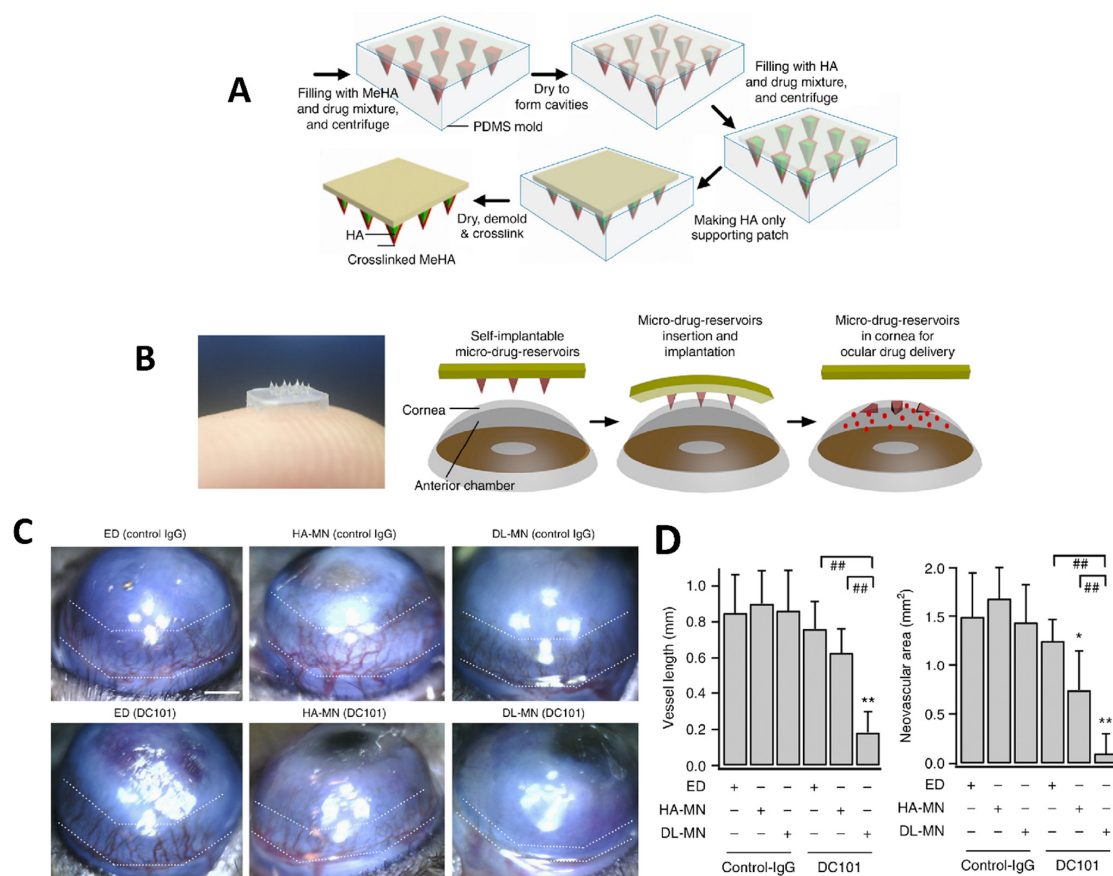 A
Filling with MeHA
and drug mixture,
and centrifuge
PDMS mold
Dry to
form cavities
Filling with HA
and drug mixture,
and centrifuge
Making HA only
supporting patch
Dry, demold
& crosslink
HA
Crosslinked MeHA
B
Self-implantable
micro-drug-reservoirs
Micro-drug-reservoirs
insertion and
implantation
Micro-drug-reservoirs
in cornea for
ocular drug delivery
Cornea
Anterior chamber
C
ED (control IgG)
HA-MN (control IgG)
DL-MN (control IgG)
ED (DC101)
HA-MN (DC101)
DL-MN (DC101)
D
Vessel length (mm)
1.0
0.8
0.6
0.4
0.2
0.0
##
##
**
ED + – – + – –
HA-MN – + – – + –
DL-MN – – + – – +
Control-IgG DC101
Neovascular area (mm²)
2.0
1.5
1.0
1.5
0.0
##
##
*
**
ED + – – + – –
HA-MN – + – – + –
DL-MN – – + – – +
Control-IgG DC101